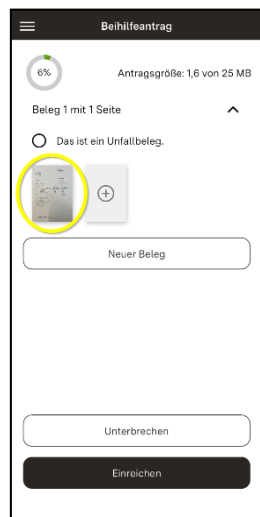 Beihilfeantrag
6%
Antragsgröße: 1,6 von 25 MB
Beleg 1 mit 1 Seite
Das ist ein Unfallbeleg.
Neuer Beleg
Unterbrechen
Einreichen